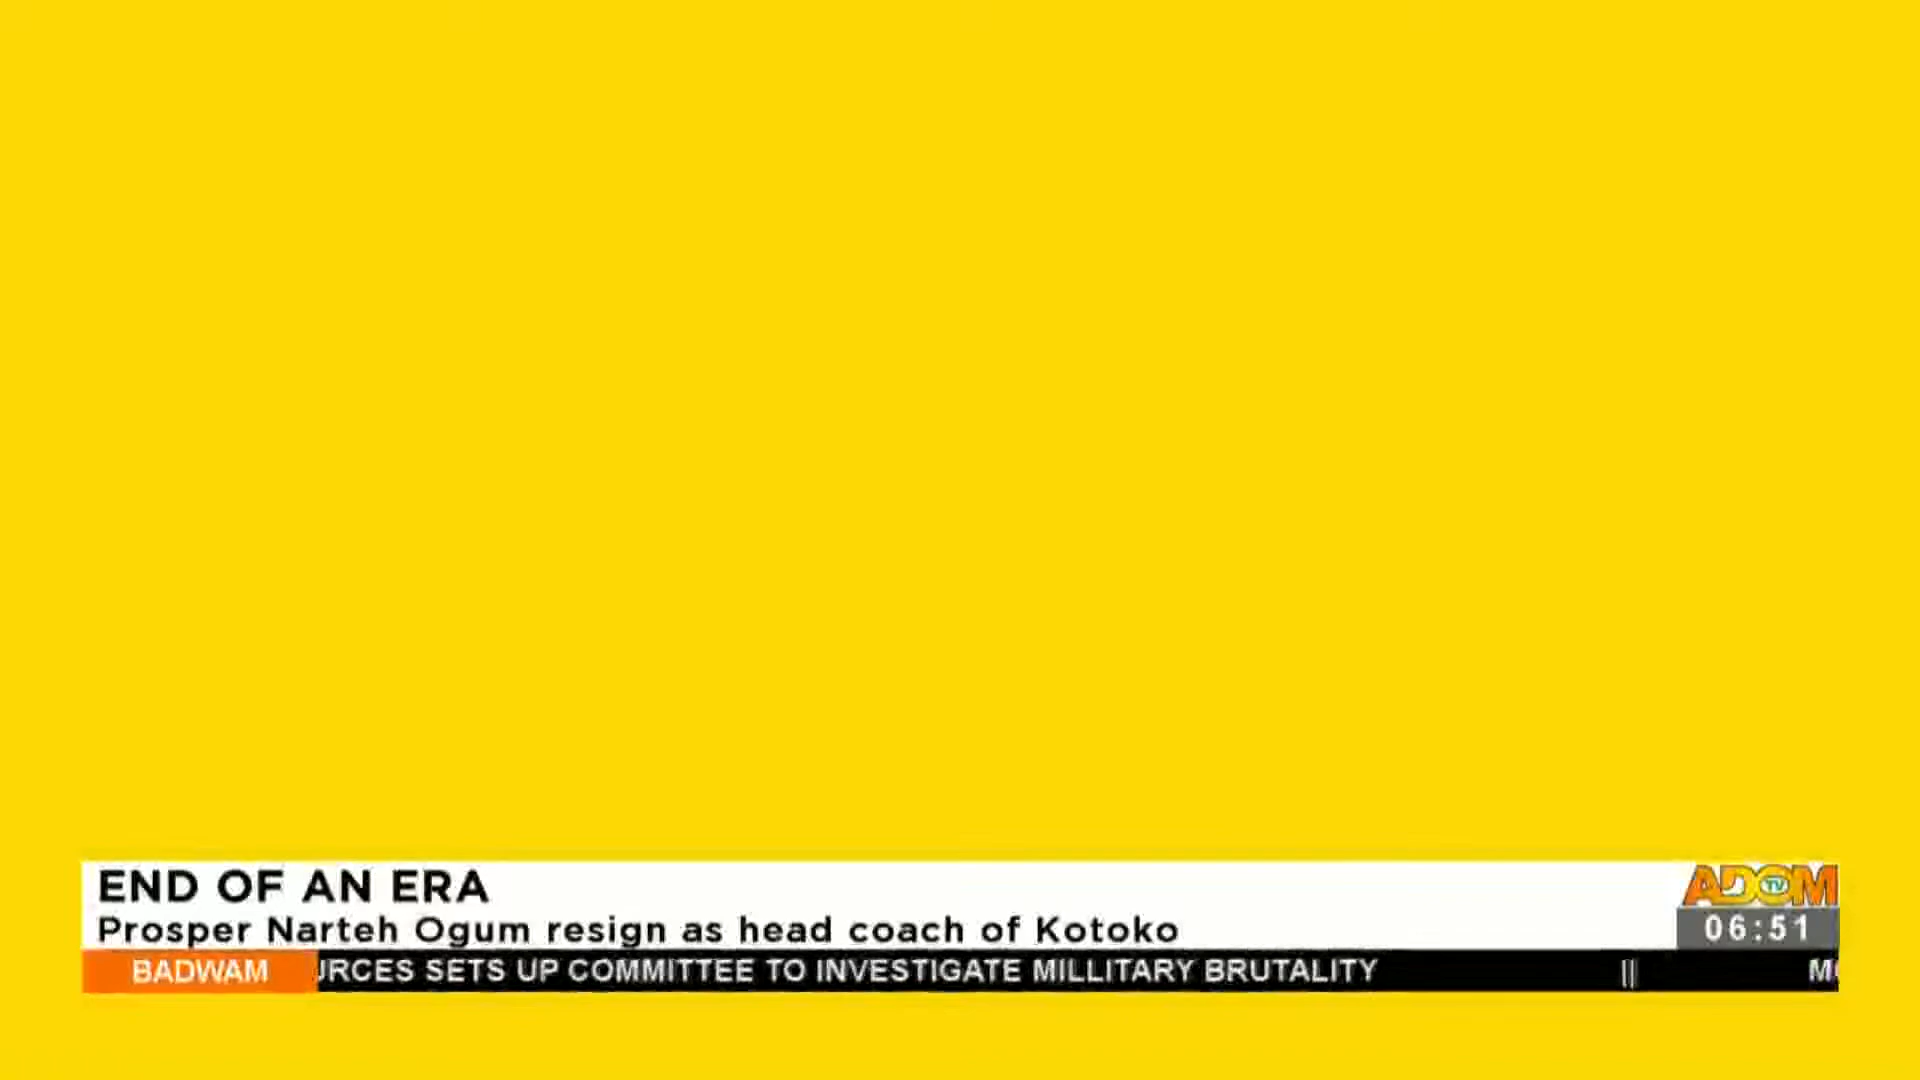 END OF AN ERA
Prosper Narteh Ogum resign as head coach of Kotoko
ADOM TV
06:51
BADWAM
SETS UP COMMITTEE TO INVESTIGATE MILLITARY BRUTALITY ||